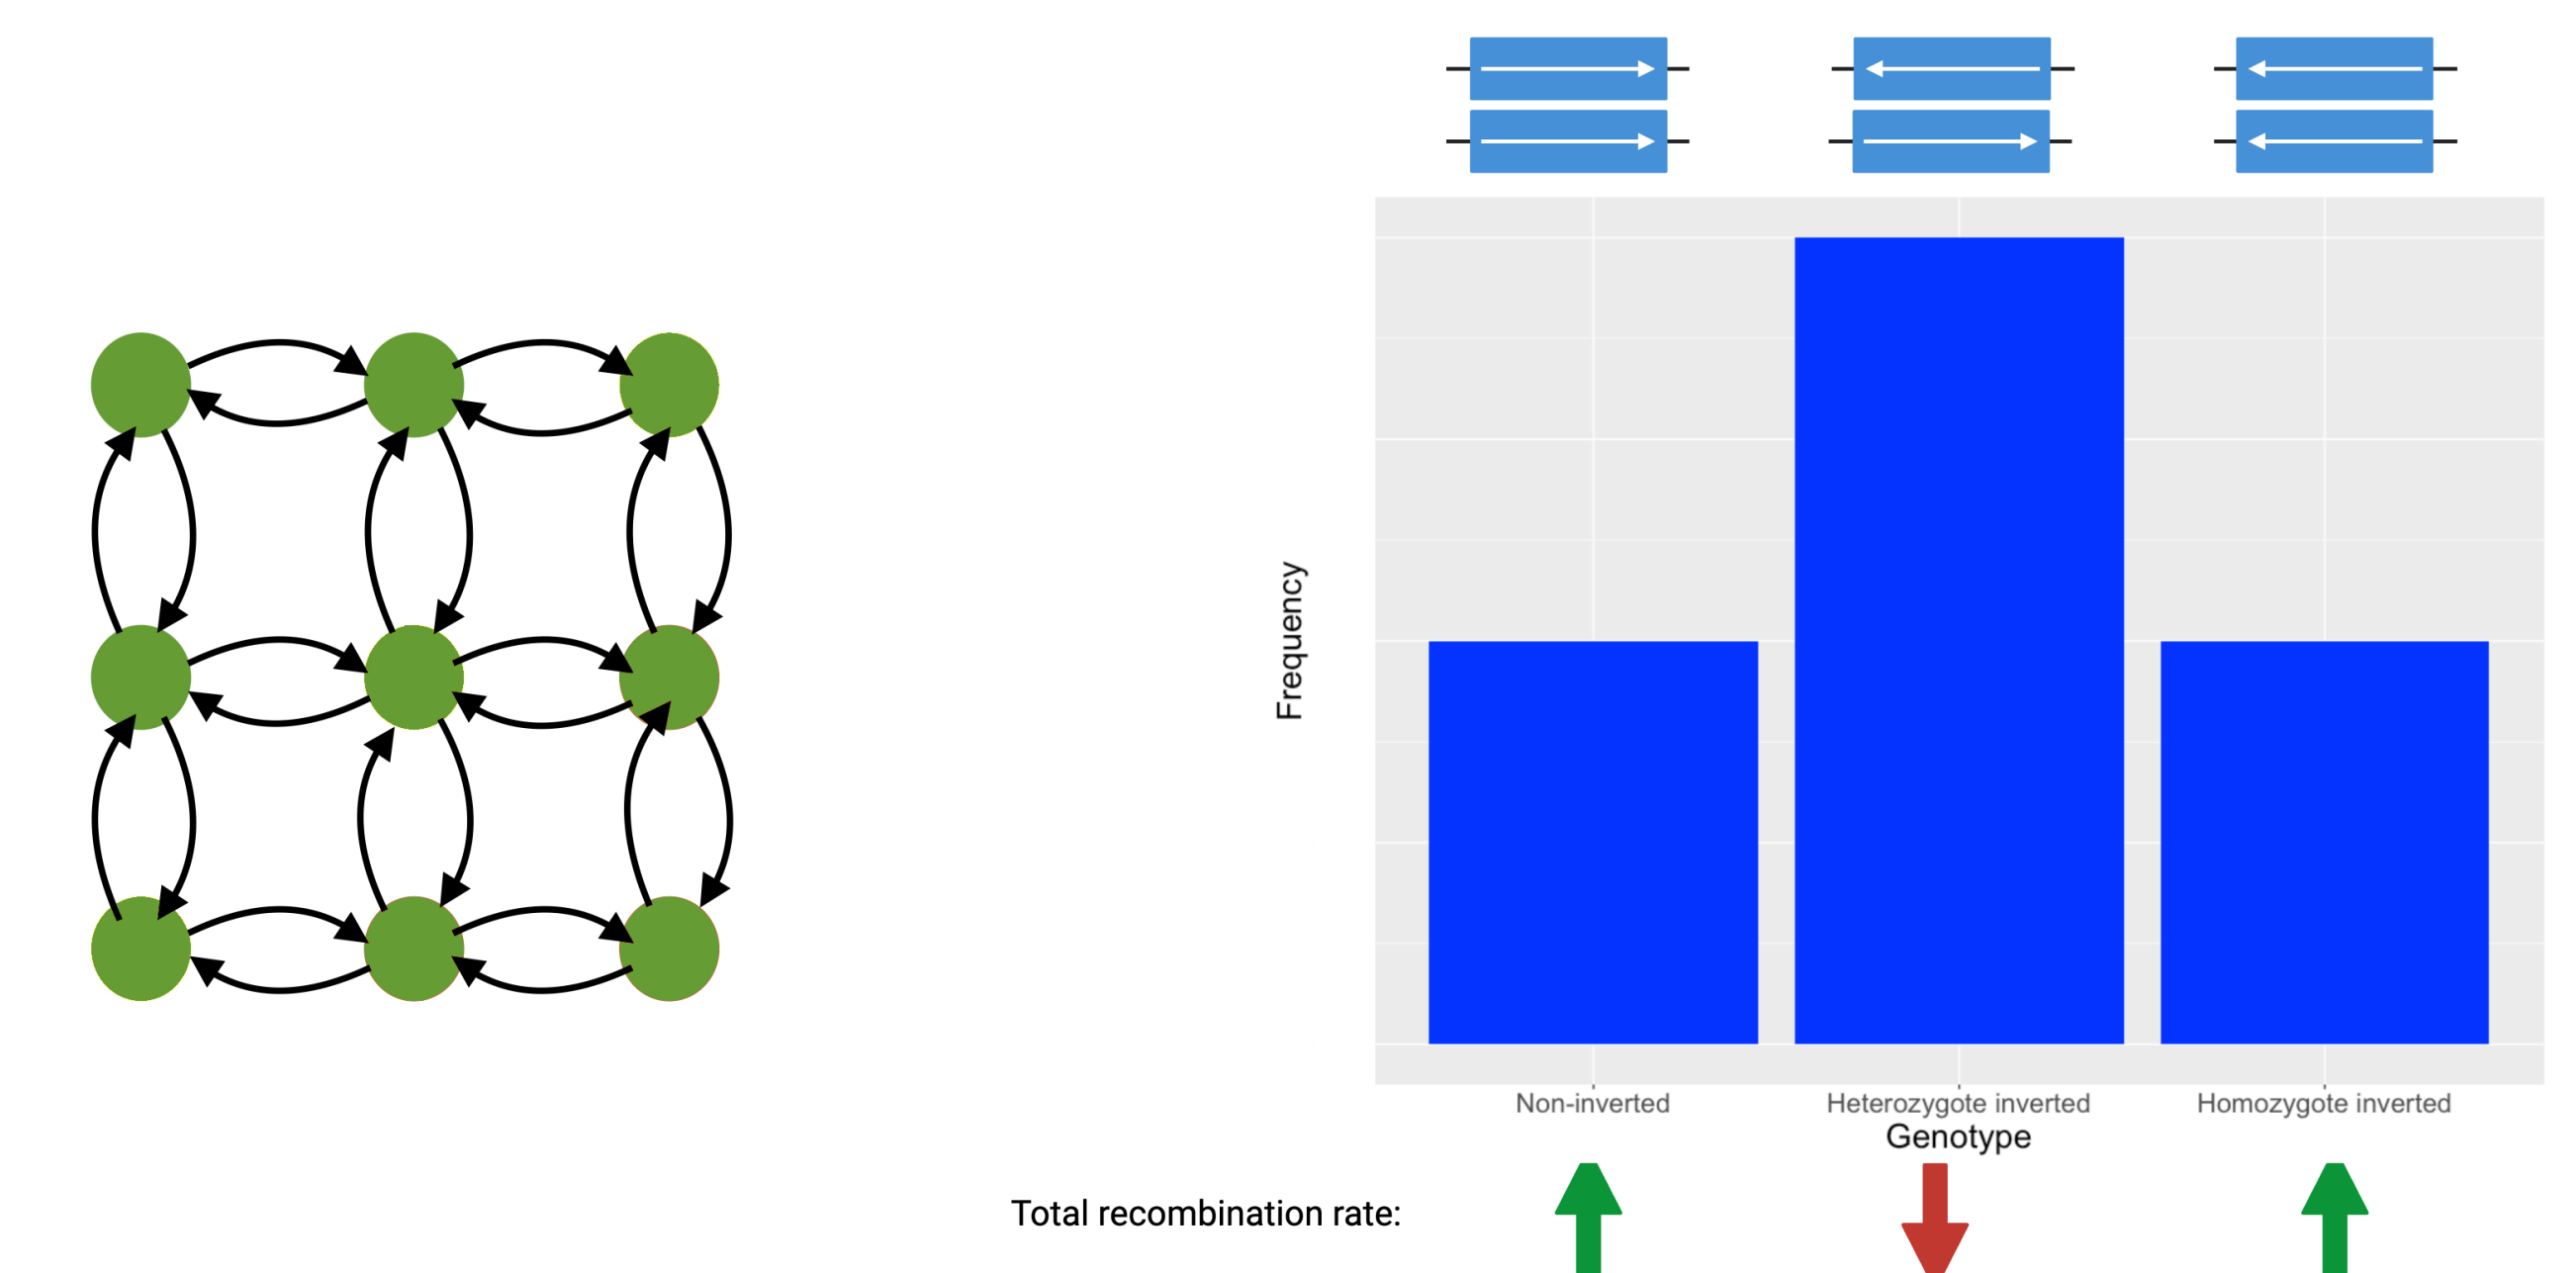 Frequency
Non-inverted
Heterozygote inverted
Homozygote inverted
Genotype
Total recombination rate: